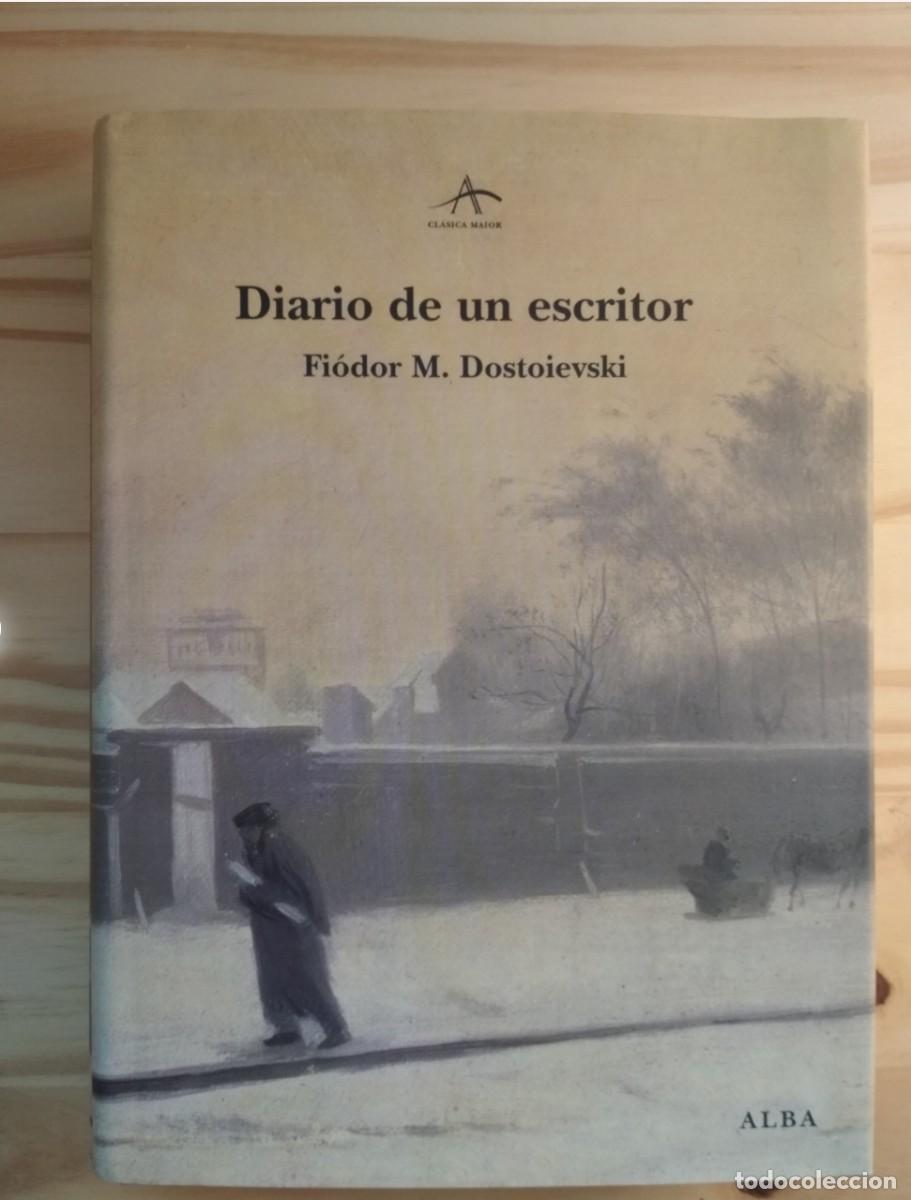 CLÁSICA MAIOR
Diario de un escritor
Fiódor M. Dostoievski
ALBA
todocoleccion